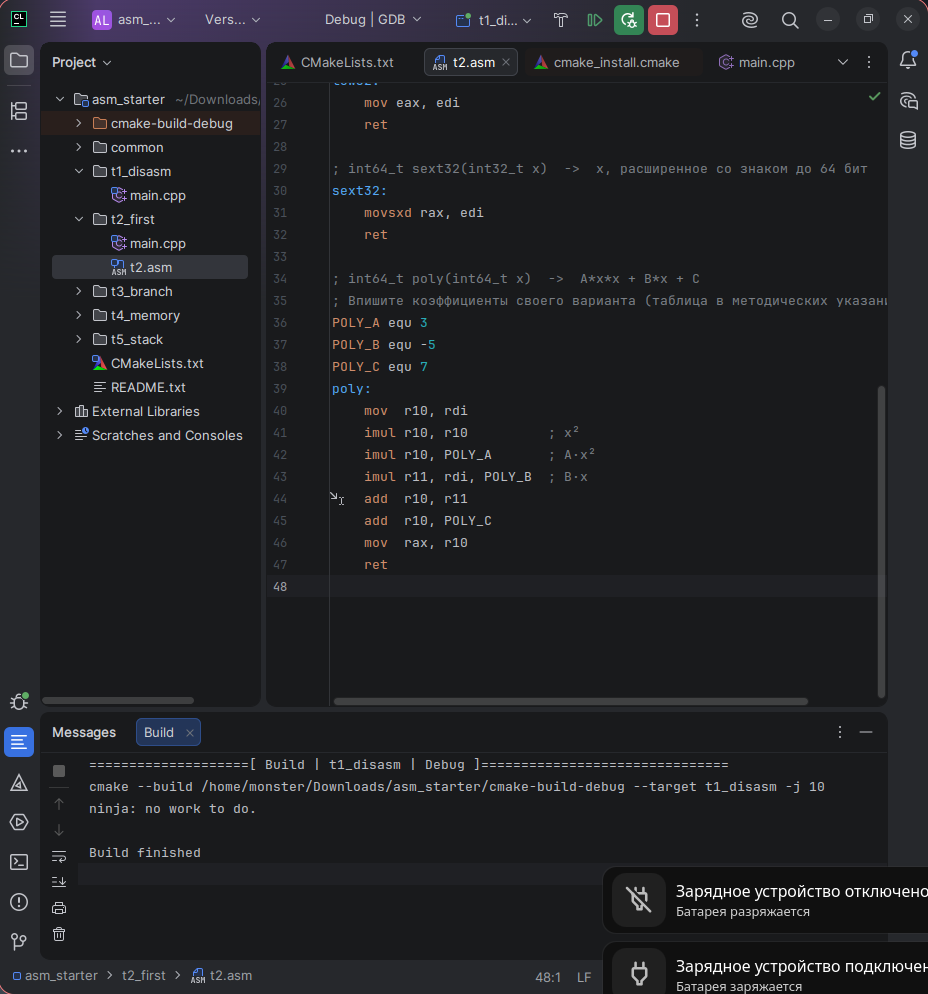 AL asm_... Vers... Debug | GDB t1_di...
Project
asm_starter ~/Downloads/
cmake-build-debug
common
t1_disasm
main.cpp
t2_first
main.cpp
t2.asm
t3_branch
t4_memory
t5_stack
CMakeLists.txt
README.txt
External Libraries
Scratches and Consoles
CMakeLists.txt t2.asm cmake_install.cmake main.cpp
26 mov eax, edi
27 ret
28
29 ; int64_t sext32(int32_t x) -> x, расширенное со знаком до 64 бит
30 sext32:
31 movsxd rax, edi
32 ret
33
34 ; int64_t poly(int64_t x) -> A*x*x + B*x + C
35 ; Впишите коэффициенты своего варианта (таблица в методических указани
36 POLY_A equ 3
37 POLY_B equ -5
38 POLY_C equ 7
39 poly:
40 mov r10, rdi
41 imul r10, r10 ; x²
42 imul r10, POLY_A ; A·x²
43 imul r11, rdi, POLY_B ; B·x
44 add r10, r11
45 add r10, POLY_C
46 mov rax, r10
47 ret
48
Messages Build
====================[ Build | t1_disasm | Debug ]===============================
cmake --build /home/monster/Downloads/asm_starter/cmake-build-debug --target t1_disasm -j 10
ninja: no work to do.
Build finished
Зарядное устройство отключено
Батарея разряжается
Зарядное устройство подключен
Батарея заряжается
asm_starter > t2_first > t2.asm 48:1 LF